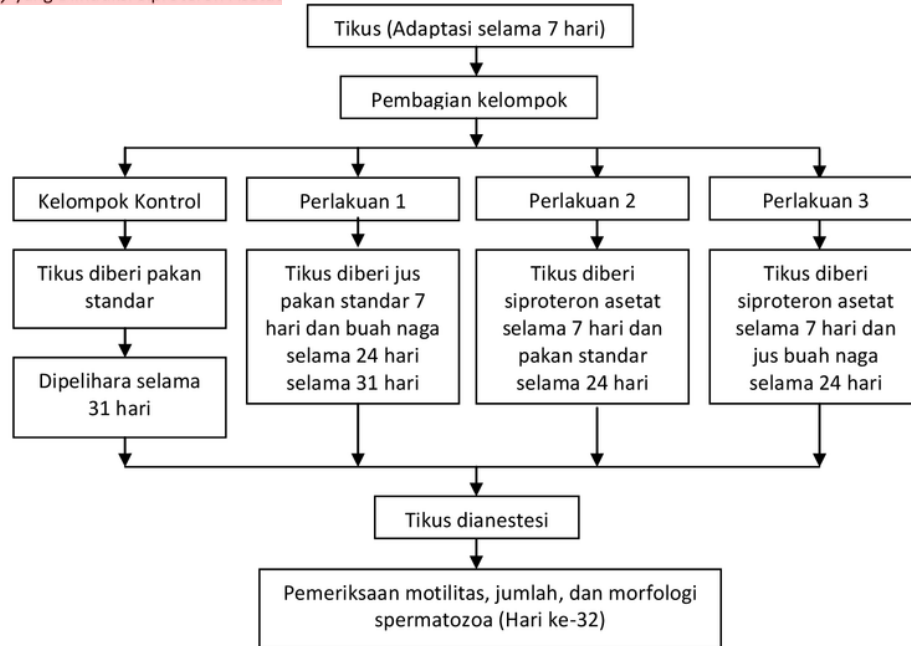 Tikus (Adaptasi selama 7 hari)
Pembagian kelompok
Kelompok Kontrol
Perlakuan 1
Perlakuan 2
Perlakuan 3
Tikus diberi pakan
standar
Tikus diberi jus
pakan standar 7
hari dan buah naga
selama 24 hari
selama 31 hari
Tikus diberi
siproteron asetat
selama 7 hari dan
pakan standar
selama 24 hari
Tikus diberi
siproteron asetat
selama 7 hari dan
jus buah naga
selama 24 hari
Dipelihara selama
31 hari
Tikus dianestesi
Pemeriksaan motilitas, jumlah, dan morfologi
spermatozoa (Hari ke-32)